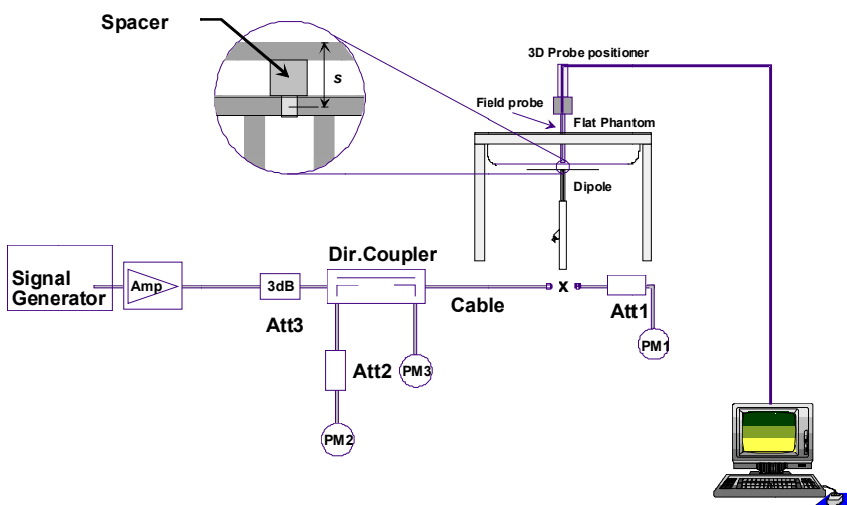 Spacer
s
3D Probe positioner
Field probe
Flat Phantom
Dipole
Signal
Generator
Amp
3dB
Att3
Dir.Coupler
Cable
x
Att1
PM1
Att2
PM3
PM2